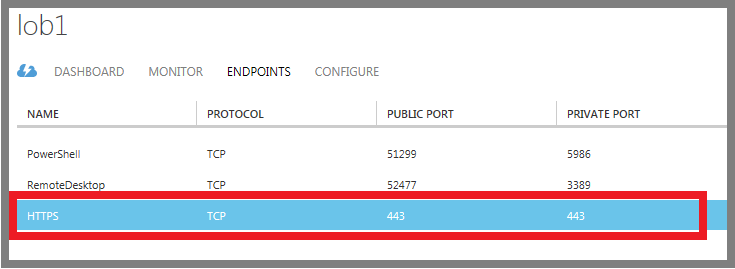 lob1
DASHBOARD MONITOR ENDPOINTS CONFIGURE
NAME PROTOCOL PUBLIC PORT PRIVATE PORT
PowerShell TCP 51299 5986
RemoteDesktop TCP 52477 3389
HTTPS TCP 443 443